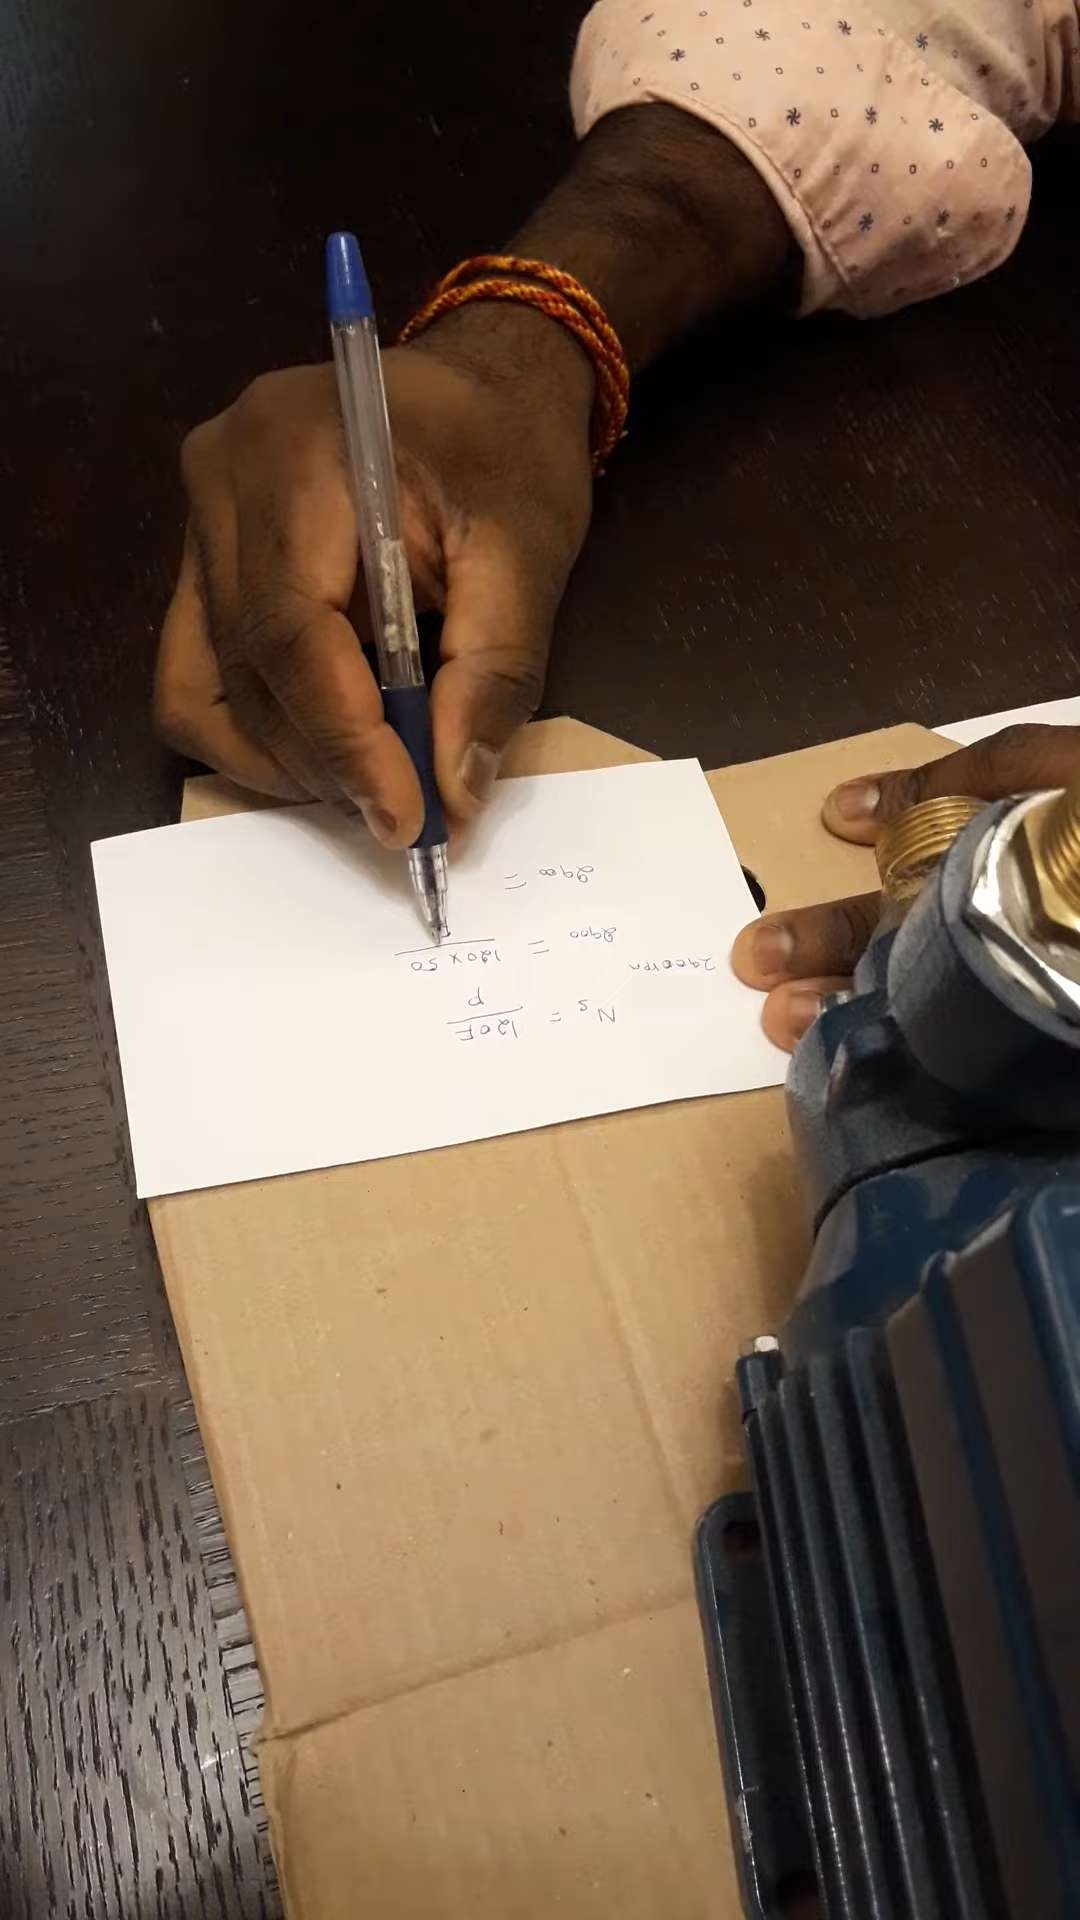 Ns = 120F
P
2900rpm
2900 = 120x50
2900 =